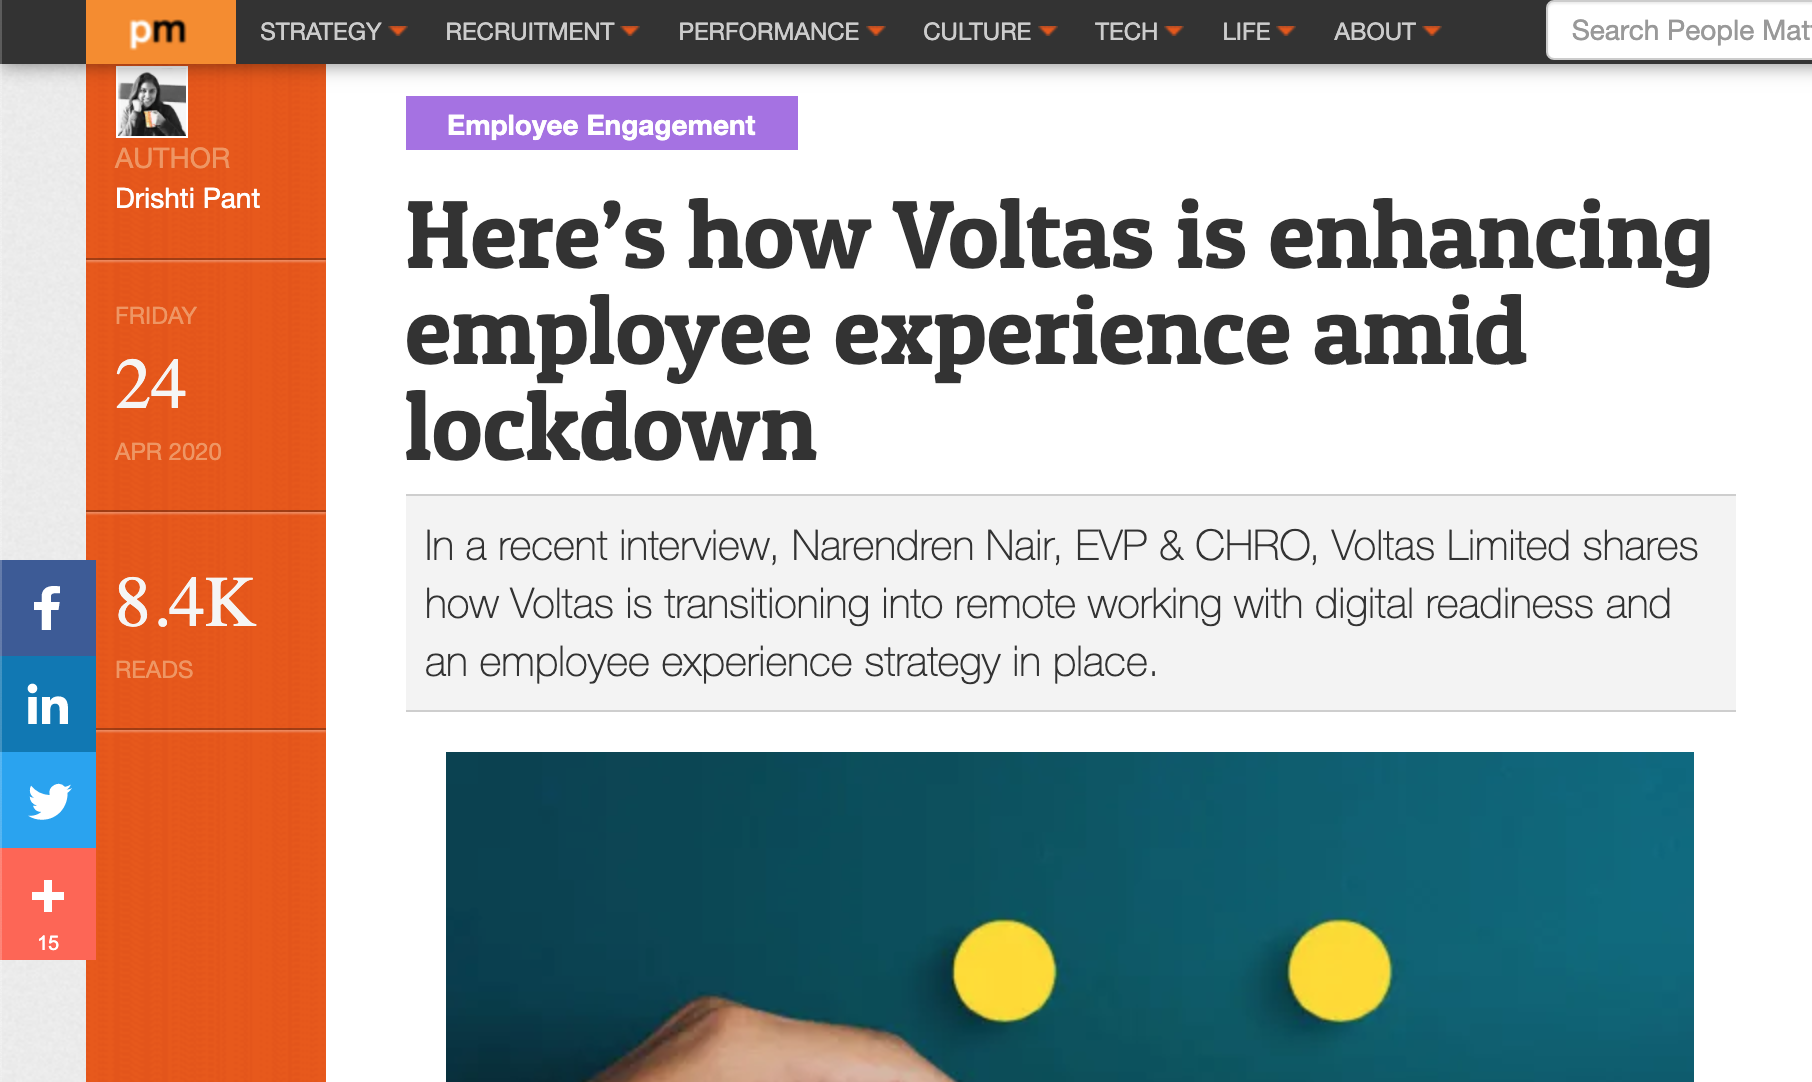 pm STRATEGY RECRUITMENT PERFORMANCE CULTURE TECH LIFE ABOUT Search People
AUTHOR
Drishti Pant
FRIDAY
24
APR 2020
8.4K
READS
f
in
+
15
Employee Engagement
Here’s how Voltas is enhancing
employee experience amid
lockdown
In a recent interview, Narendren Nair, EVP & CHRO, Voltas Limited shares
how Voltas is transitioning into remote working with digital readiness and
an employee experience strategy in place.